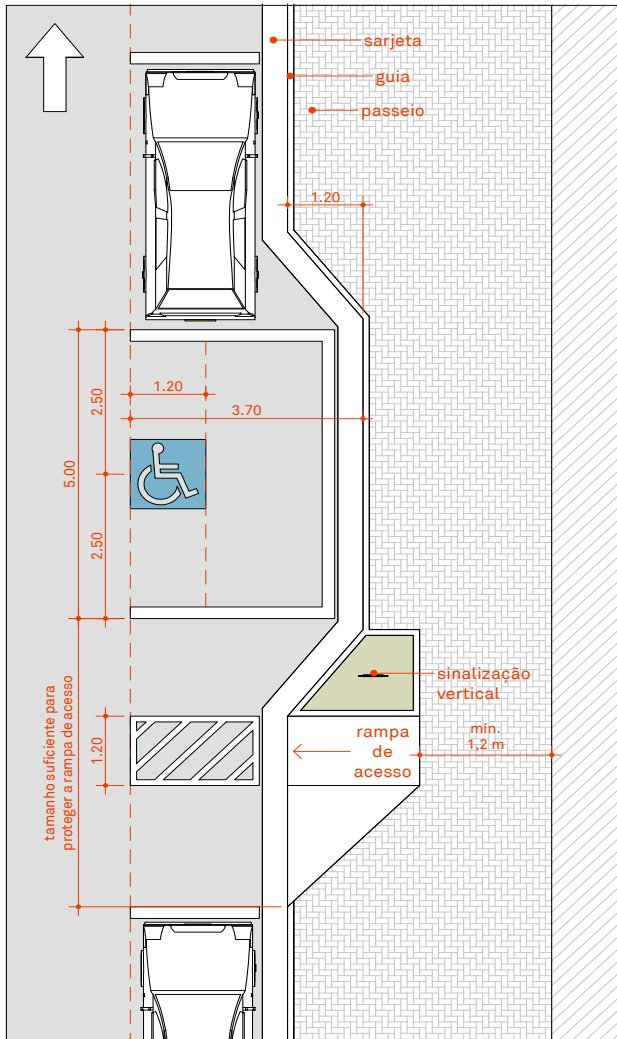 sarjeta
guia
passeio
1.20
1.20
3.70
2.50
5.00
2.50
sinalização
vertical
rampa
de
acesso
mín.
1,2 m
1.20
tamanho suficiente para
proteger a rampa de acesso